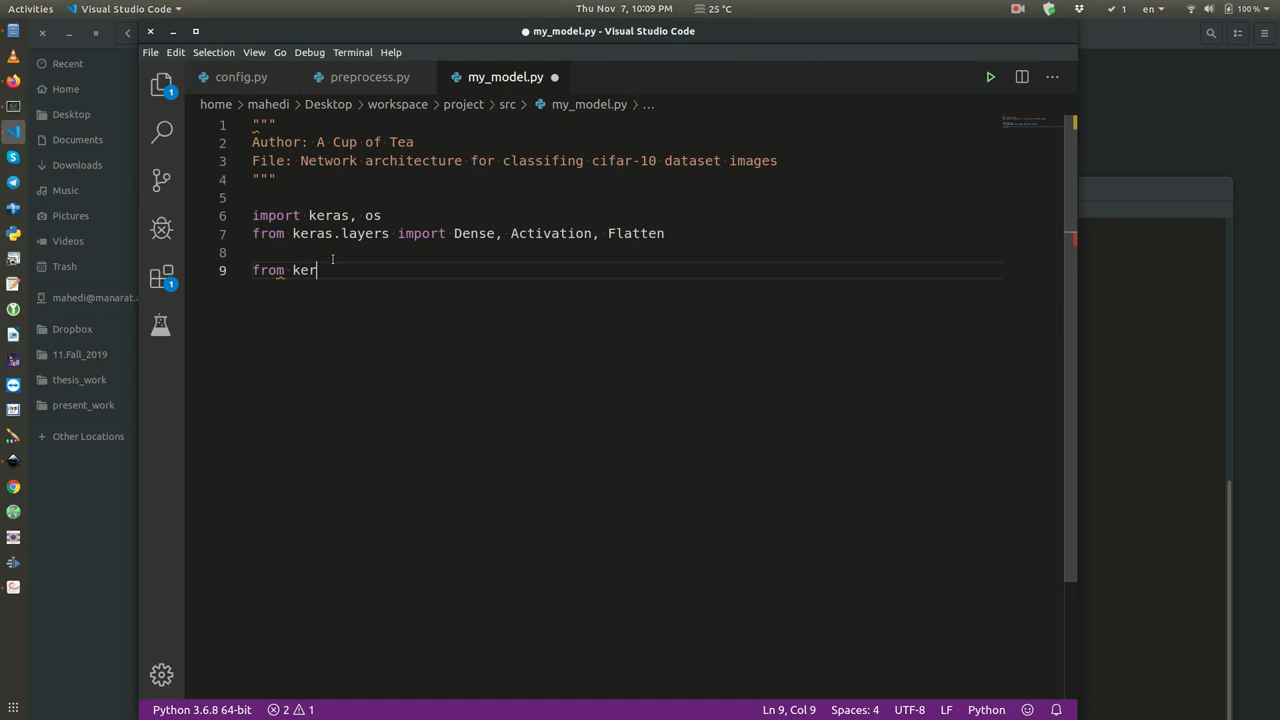 Activities Visual Studio Code Thu Nov 7, 10:09 PM 25 °C 1 en 100 %
my_model.py - Visual Studio Code
File Edit Selection View Go Debug Terminal Help
Recent
Home
Desktop
Documents
Downloads
Music
Pictures
Videos
Trash
mahedi@manarat.
Dropbox
11.Fall_2019
thesis_work
present_work
Other Locations
1
1
config.py preprocess.py my_model.py
home > mahedi > Desktop > workspace > project > src > my_model.py > ...
1 """
2 Author: A Cup of Tea
3 File: Network architecture for classifing cifar-10 dataset images
4 """
5
6 import keras, os
7 from keras.layers import Dense, Activation, Flatten
8
9 from ker
Python 3.6.8 64-bit 2 1 Ln 9, Col 9 Spaces: 4 UTF-8 LF Python